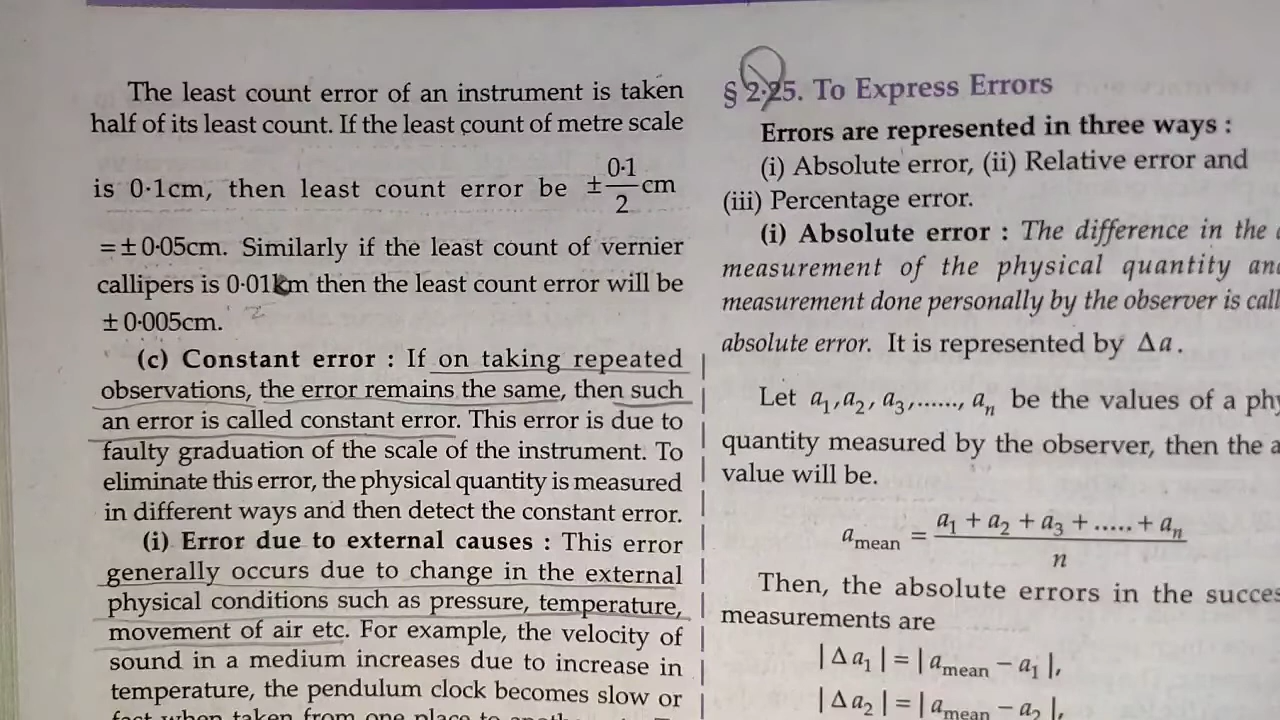 The least count error of an instrument is taken
half of its least count. If the least count of metre scale
is 0·1cm, then least count error be ± 0·1/2 cm
= ± 0·05cm. Similarly if the least count of vernier
callipers is 0·01km then the least count error will be
± 0·005cm.
(c) Constant error : If on taking repeated
observations, the error remains the same, then such
an error is called constant error. This error is due to
faulty graduation of the scale of the instrument. To
eliminate this error, the physical quantity is measured
in different ways and then detect the constant error.
(i) Error due to external causes : This error
generally occurs due to change in the external
physical conditions such as pressure, temperature,
movement of air etc. For example, the velocity of
sound in a medium increases due to increase in
temperature, the pendulum clock becomes slow or
fast when taken from one place to
§ 2·25. To Express Errors
Errors are represented in three ways :
(i) Absolute error, (ii) Relative error and
(iii) Percentage error.
(i) Absolute error : The difference in the
measurement of the physical quantity
measurement done personally by the observer is
absolute error. It is represented by Δa.
Let a₁, a₂, a₃,......, aₙ be the values of a
quantity measured by the observer, then the
value will be.
a_mean = (a₁ + a₂ + a₃ + ..... + aₙ)/n
Then, the absolute errors in the
measurements are
|Δa₁| = |a_mean − a₁|,
|Δa₂| = |a_mean − a₂|,